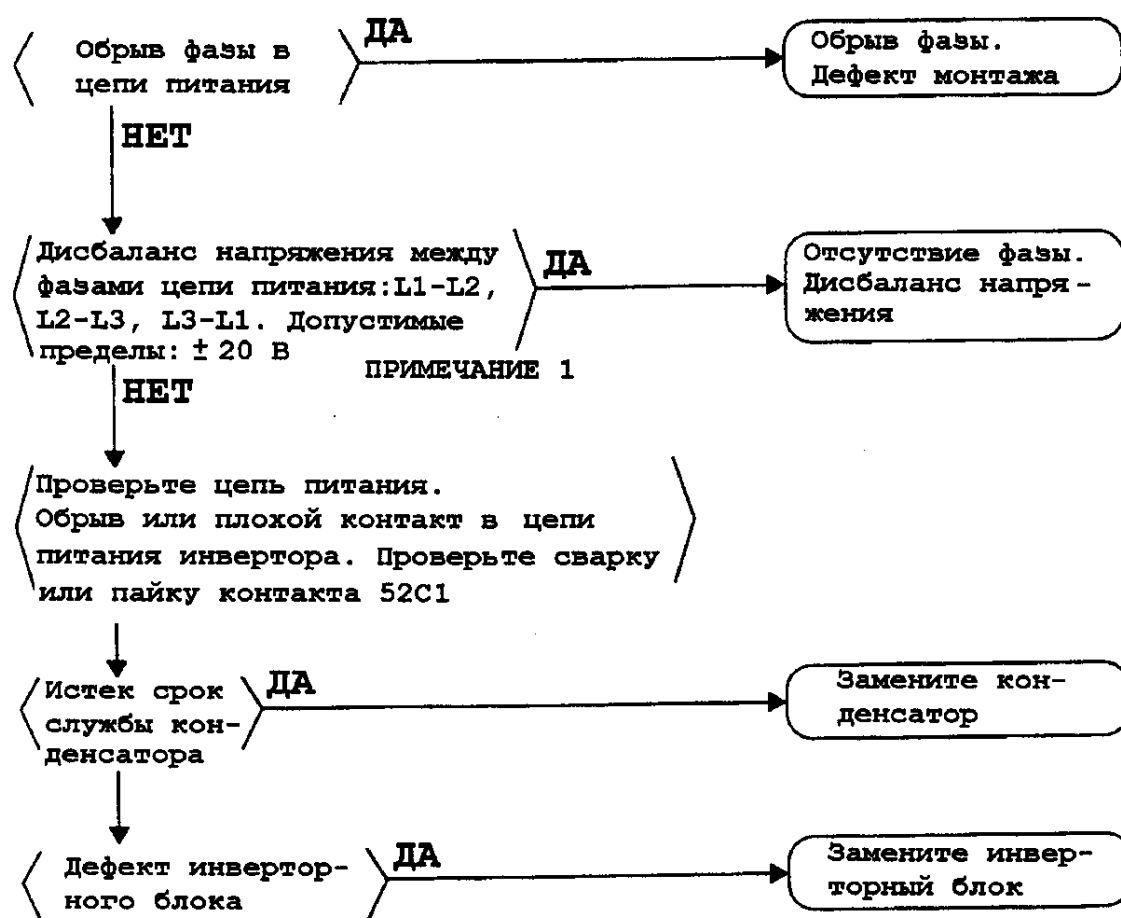 Обрыв фазы в
цепи питания
ДА
Обрыв фазы.
Дефект монтажа
НЕТ
Дисбаланс напряжения между
фазами цепи питания:L1-L2,
L2-L3, L3-L1. Допустимые
пределы: ± 20 В
ПРИМЕЧАНИЕ 1
ДА
Отсутствие фазы.
Дисбаланс напря-
жения
НЕТ
Проверьте цепь питания.
Обрыв или плохой контакт в цепи
питания инвертора. Проверьте сварку
или пайку контакта 52С1
Истек срок
службы кон-
денсатора
ДА
Замените кон-
денсатор
Дефект инвертор-
ного блока
ДА
Замените инвер-
торный блок